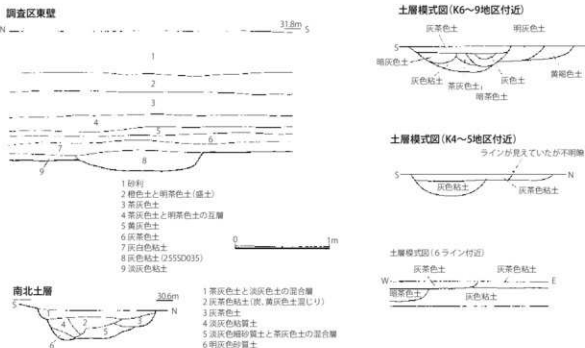 調査区東壁
N
31.8m
S
1
2
3
4
5
6
7
8
9
1 砂利
2 橙色土と明茶色土(盛土)
3 茶灰色土
4 茶灰色土と明茶色土の互層
5 黄灰色土
6 灰茶色土
7 灰白色粘土
8 灰色粘土(255SD035)
9 淡灰色粘土
0
1m
南北土層
S
30.6m
N
1
2
3
4
5
6
1 茶灰色土と淡灰色土の混合層
2 灰茶色粘土(炭、黄灰色土混じり)
3 灰茶色土
4 淡灰色粘質土
5 淡灰色細砂質土と茶灰色土の混合層
6 明灰色砂質土
土層模式図(K6～9地区付近)
灰茶色土
明灰色土
S
N
暗灰色土
灰色粘土
茶灰色土
暗茶色土
灰色土
黄褐色土
土層模式図(K4～5地区付近)
ラインが見えていたが不明瞭
S
N
灰色粘土
灰茶色粘土
土層模式図(6ライン付近)
灰茶色土
灰茶色粘土
W
E
暗茶色土
灰色粘土